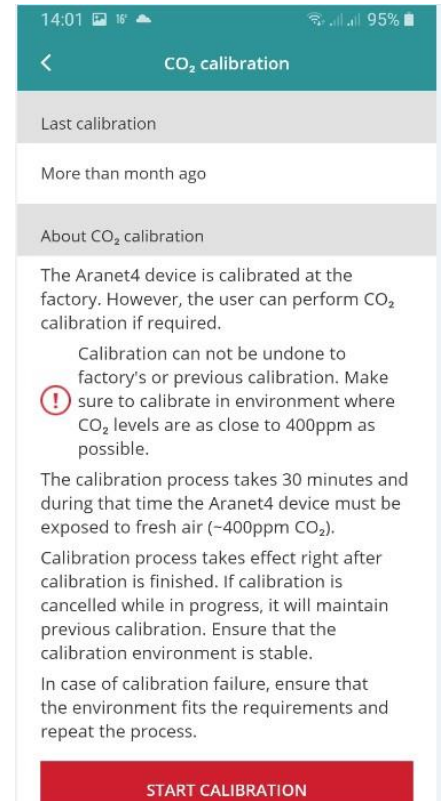 14:01 16° 95%
CO₂ calibration
Last calibration
More than month ago
About CO₂ calibration
The Aranet4 device is calibrated at the
factory. However, the user can perform CO₂
calibration if required.
Calibration can not be undone to
factory's or previous calibration. Make
sure to calibrate in environment where
CO₂ levels are as close to 400ppm as
possible.
The calibration process takes 30 minutes and
during that time the Aranet4 device must be
exposed to fresh air (~400ppm CO₂).
Calibration process takes effect right after
calibration is finished. If calibration is
cancelled while in progress, it will maintain
previous calibration. Ensure that the
calibration environment is stable.
In case of calibration failure, ensure that
the environment fits the requirements and
repeat the process.
START CALIBRATION